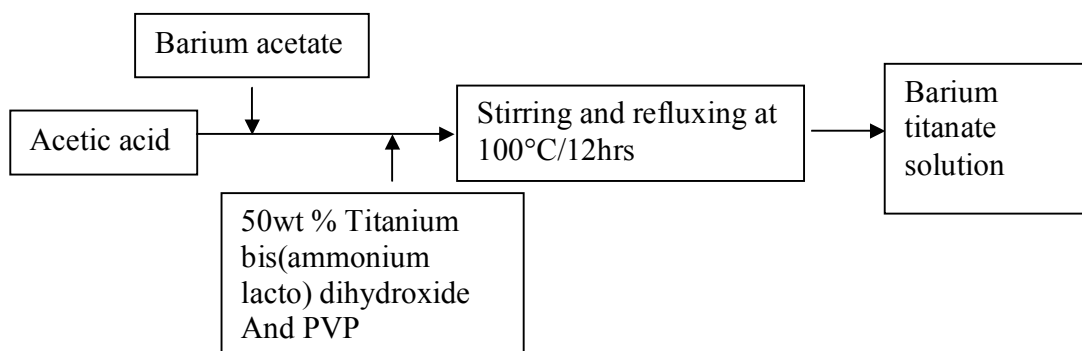 Barium acetate
Acetic acid
50wt % Titanium
bis(ammonium
lacto) dihydroxide
And PVP
Stirring and refluxing at
100°C/12hrs
Barium
titanate
solution